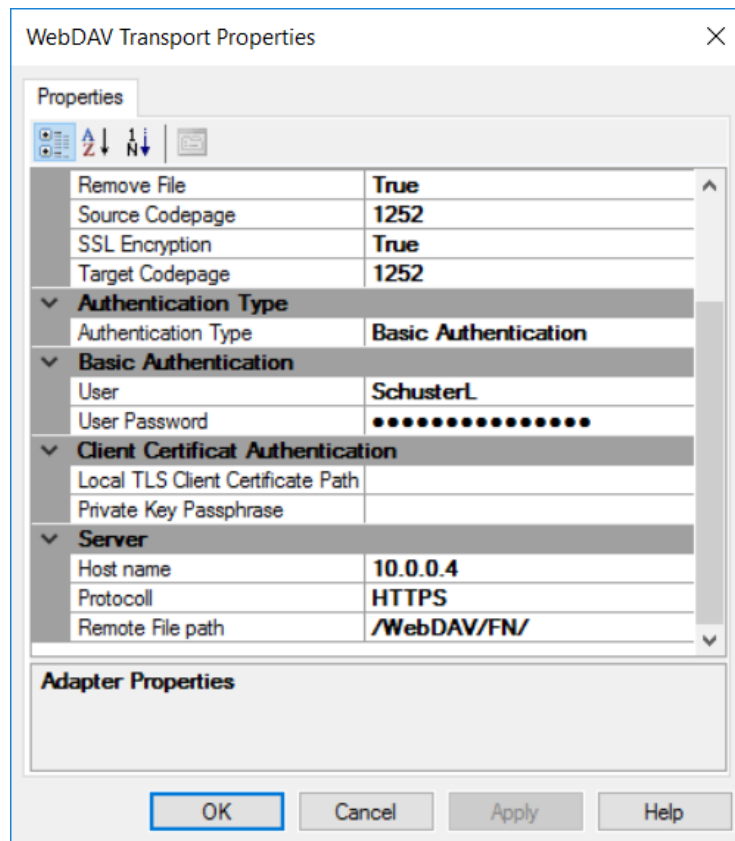 WebDAV Transport Properties
Properties
Remove File True
Source Codepage 1252
SSL Encryption True
Target Codepage 1252
Authentication Type
Authentication Type Basic Authentication
Basic Authentication
User SchusterL
User Password ●●●●●●●●●●●●●●●
Client Certificat Authentication
Local TLS Client Certificate Path
Private Key Passphrase
Server
Host name 10.0.0.4
Protocoll HTTPS
Remote File path /WebDAV/FN/
Adapter Properties
OK Cancel Apply Help